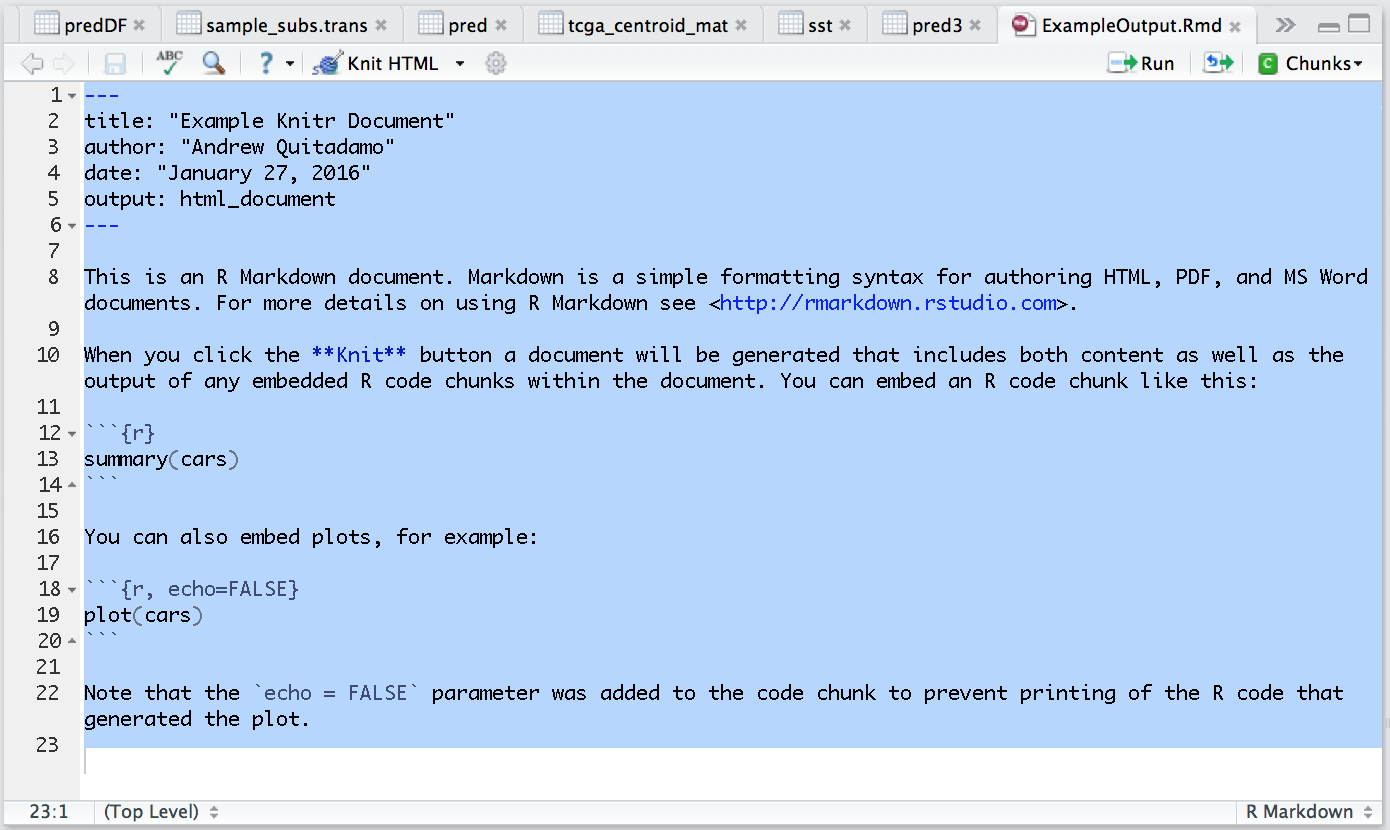 predDF sample_subs.trans pred tcga_centroid_mat sst pred3 ExampleOutput.Rmd
ABC ? Knit HTML Run C Chunks
1 ---
2 title: "Example Knitr Document"
3 author: "Andrew Quitadamo"
4 date: "January 27, 2016"
5 output: html_document
6 ---
7
8 This is an R Markdown document. Markdown is a simple formatting syntax for authoring HTML, PDF, and MS Word
documents. For more details on using R Markdown see <http://rmarkdown.rstudio.com>.
9
10 When you click the **Knit** button a document will be generated that includes both content as well as the
output of any embedded R code chunks within the document. You can embed an R code chunk like this:
11
12 ```{r}
13 summary(cars)
14 ```
15
16 You can also embed plots, for example:
17
18 ```{r, echo=FALSE}
19 plot(cars)
20 ```
21
22 Note that the `echo = FALSE` parameter was added to the code chunk to prevent printing of the R code that
generated the plot.
23
23:1 (Top Level) R Markdown